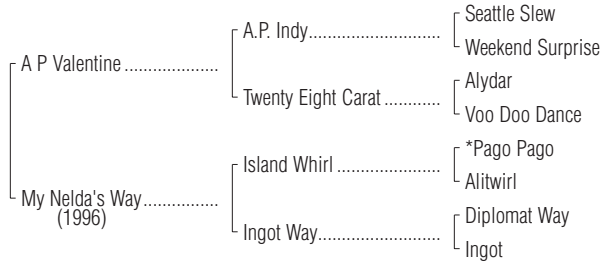 Seattle Slew
A.P. Indy..............................
Weekend Surprise
A P Valentine .....................
Alydar
Twenty Eight Carat ............
Voo Doo Dance
*Pago Pago
Island Whirl ........................
Alitwirl
My Nelda's Way.................
(1996)
Diplomat Way
Ingot Way............................
Ingot